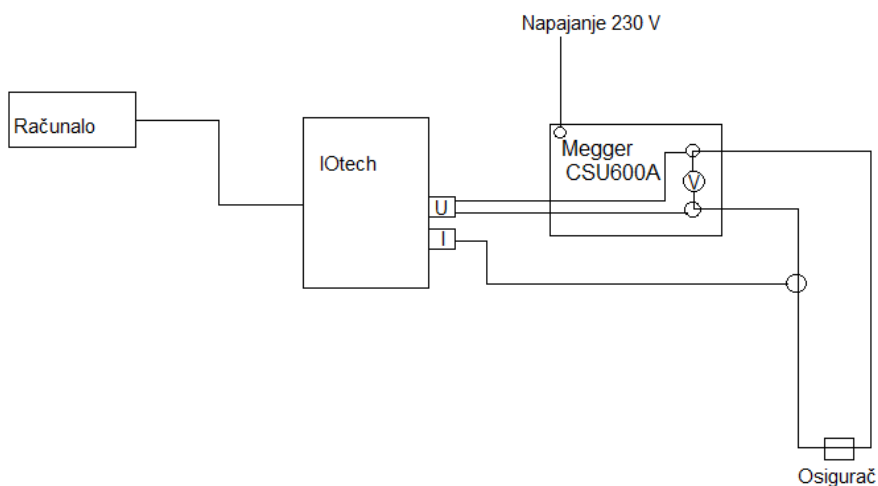 Napajanje 230 V
Računalo
IOtech
Megger
CSU600A
V
U
I
Osigurač